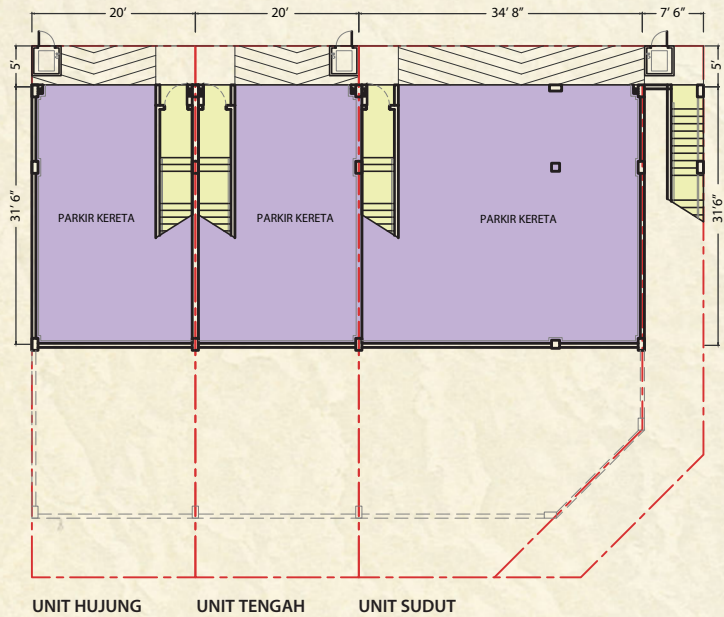 20' 20' 34' 8" 7' 6"
5' 5'
31' 6" 31' 6"
PARKIR KERETA PARKIR KERETA PARKIR KERETA
UNIT HUJUNG UNIT TENGAH UNIT SUDUT